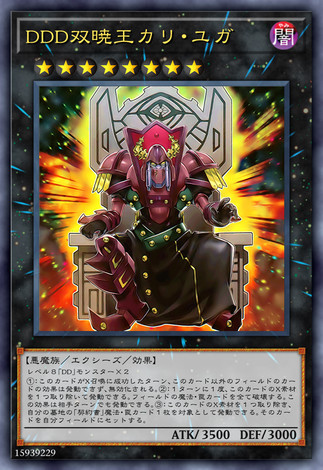 DDD双暁王カリ・ユガ
闇
やみ
【悪魔族/エクシーズ/効果】
レベル8「DD」モンスター×2
①:このカードがX召喚に成功したターン、このカード以外のフィールドのカー
ドの効果は発動できず、無効化される。②:1ターンに1度、このカードのX素材
を1つ取り除いて発動できる。フィールドの魔法・罠カードを全て破壊する。こ
の効果は相手ターンでも発動できる。③:このカードのX素材を1つ取り除き、
自分の墓地の「契約書」魔法・罠カード1枚を対象として発動できる。そのカー
ドを自分フィールドにセットする。
ATK/3500 DEF/3000
15939229